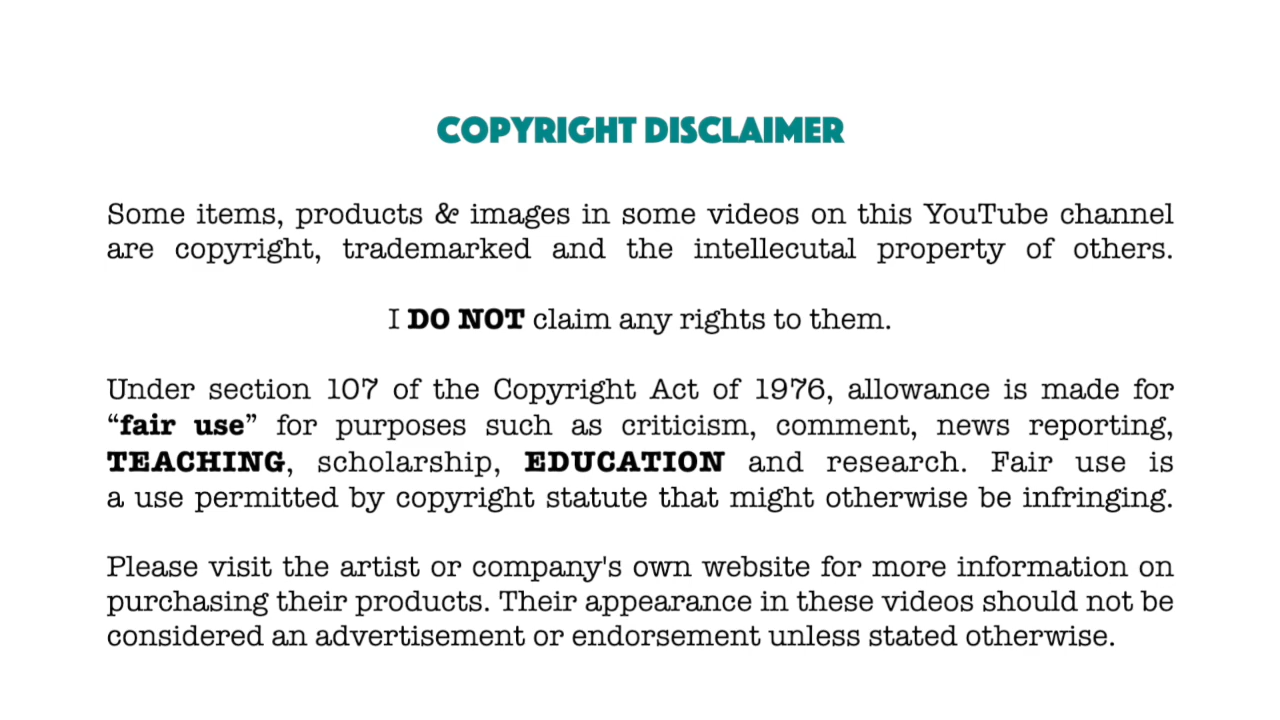 COPYRIGHT DISCLAIMER
Some items, products & images in some videos on this YouTube channel
are copyright, trademarked and the intellecutal property of others.
I DO NOT claim any rights to them.
Under section 107 of the Copyright Act of 1976, allowance is made for
“fair use” for purposes such as criticism, comment, news reporting,
TEACHING, scholarship, EDUCATION and research. Fair use is
a use permitted by copyright statute that might otherwise be infringing.
Please visit the artist or company's own website for more information on
purchasing their products. Their appearance in these videos should not be
considered an advertisement or endorsement unless stated otherwise.